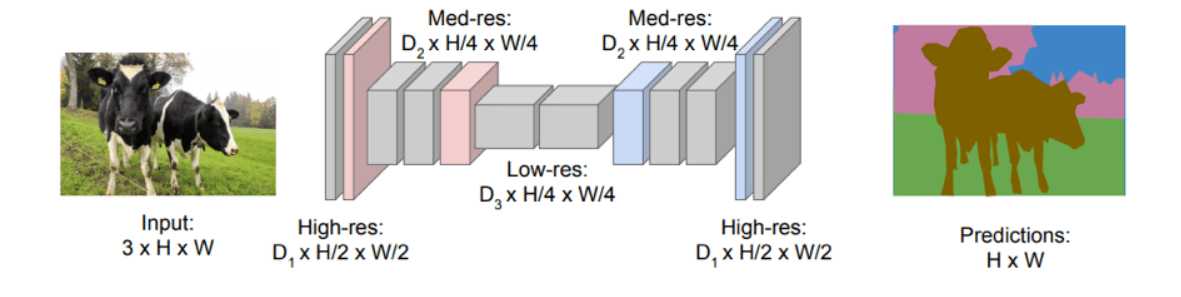 Med-res:
D2 x H/4 x W/4
Med-res:
D2 x H/4 x W/4
Low-res:
D3 x H/4 x W/4
Input:
3 x H x W
High-res:
D1 x H/2 x W/2
High-res:
D1 x H/2 x W/2
Predictions:
H x W